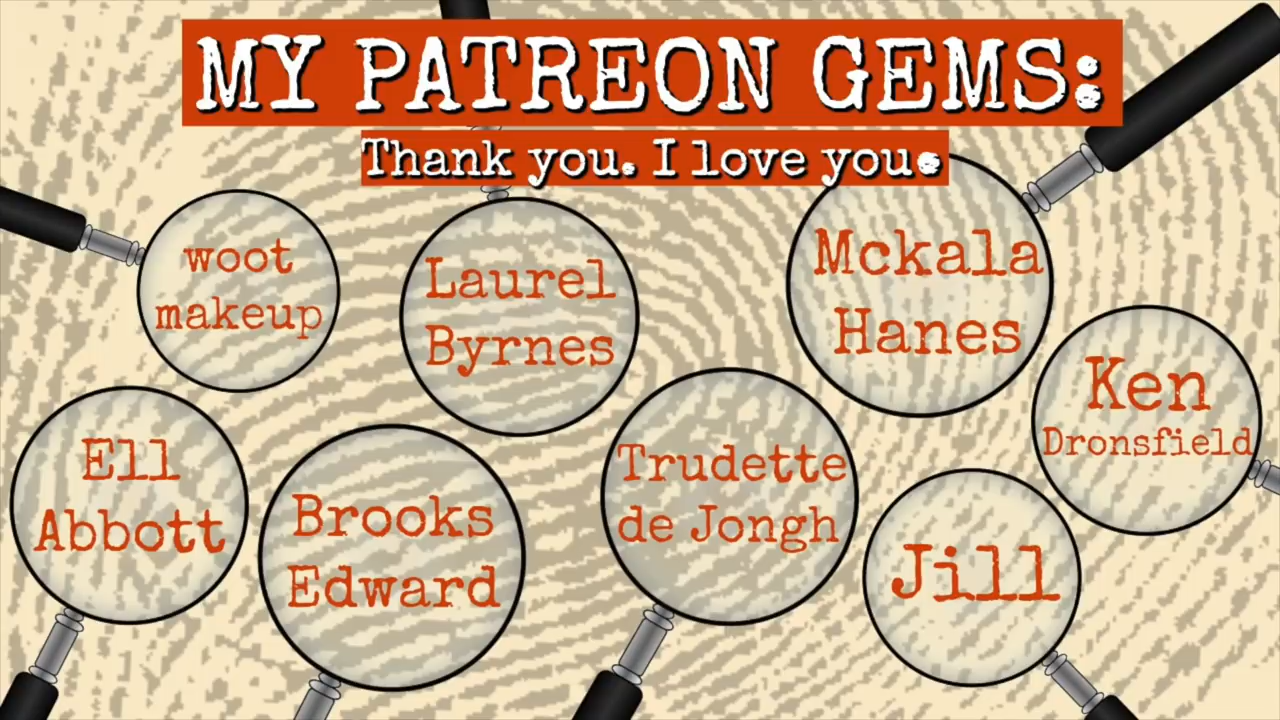 MY PATREON GEMS:
Thank you. I love you.
woot
makeup
Laurel
Byrnes
Mckala
Hanes
Ken
Dronsfield
Ell
Abbott
Brooks
Edward
Trudette
de Jongh
Jill